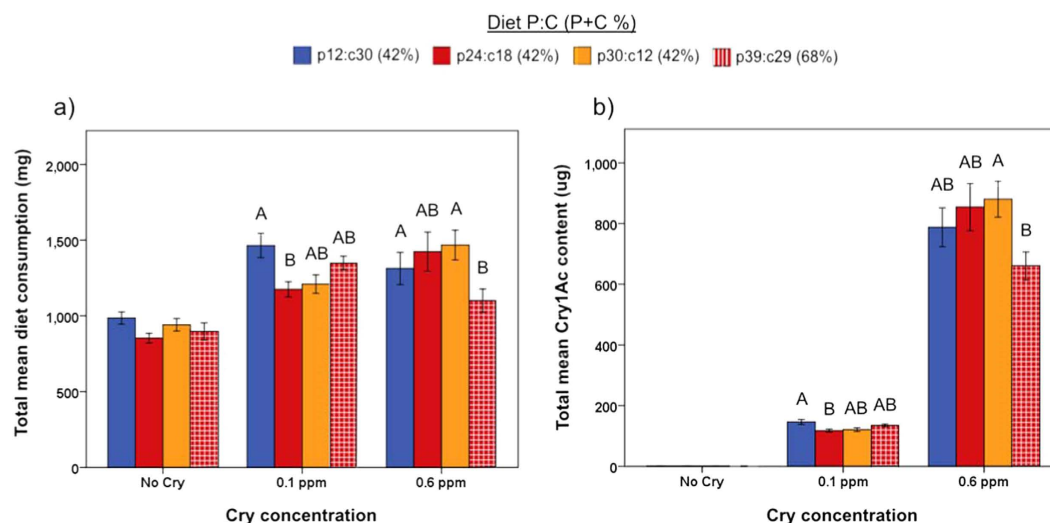 Diet P:C (P+C %)
p12:c30 (42%) p24:c18 (42%) p30:c12 (42%) p39:c29 (68%)
a)
Total mean diet consumption (mg)
2,000
1,500
1,000
500
0
A B AB AB
A AB A B
No Cry 0.1 ppm 0.6 ppm
Cry concentration
b)
Total mean Cry1Ac content (ug)
1,000
800
600
400
200
0
A B AB AB
AB AB A B
No Cry 0.1 ppm 0.6 ppm
Cry concentration